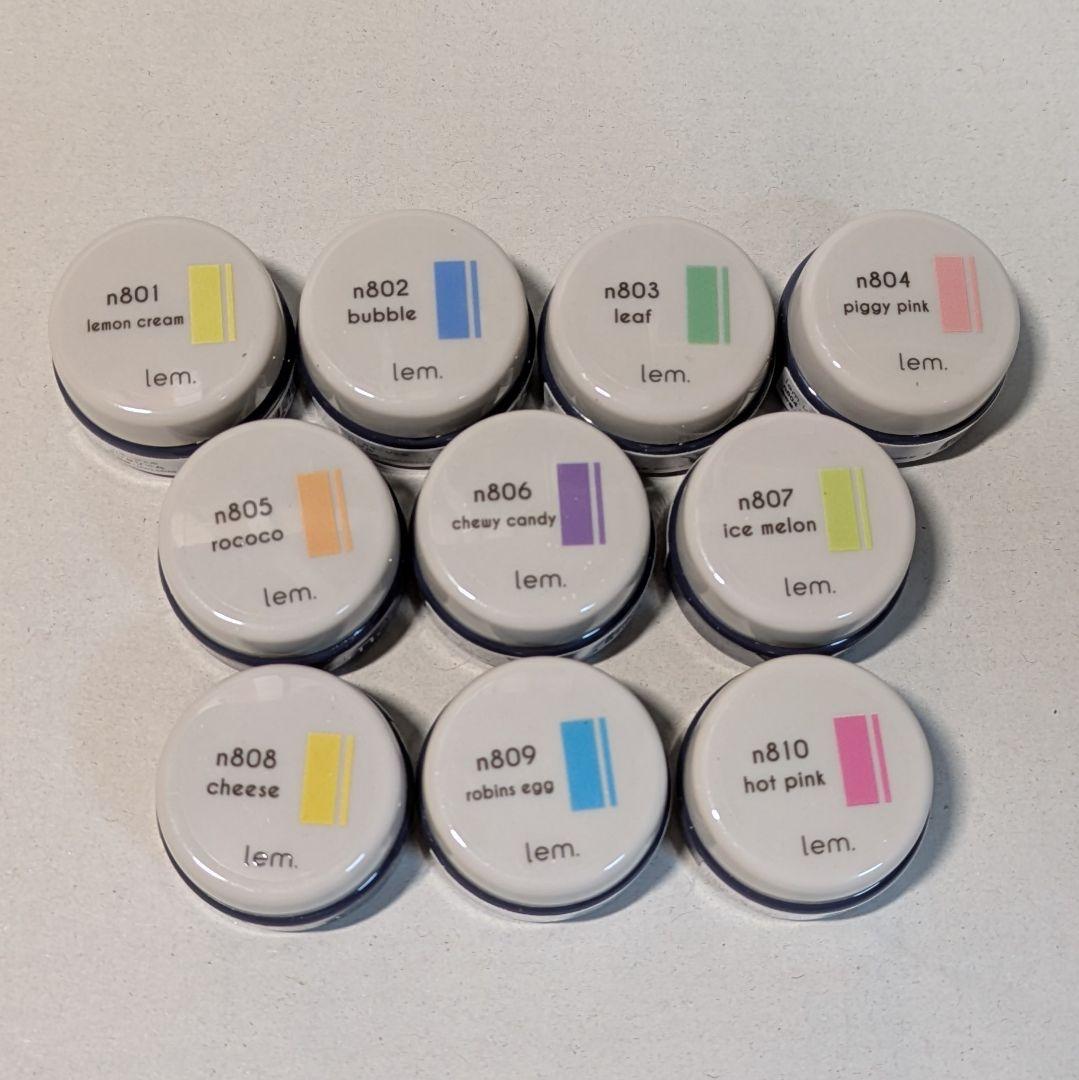 n801
lemon cream
lem.
n802
bubble
lem.
n803
leaf
lem.
n804
piggy pink
lem.
n805
rococo
lem.
n806
chewy candy
lem.
n807
ice melon
lem.
n808
cheese
lem.
n809
robins egg
lem.
n810
hot pink
lem.